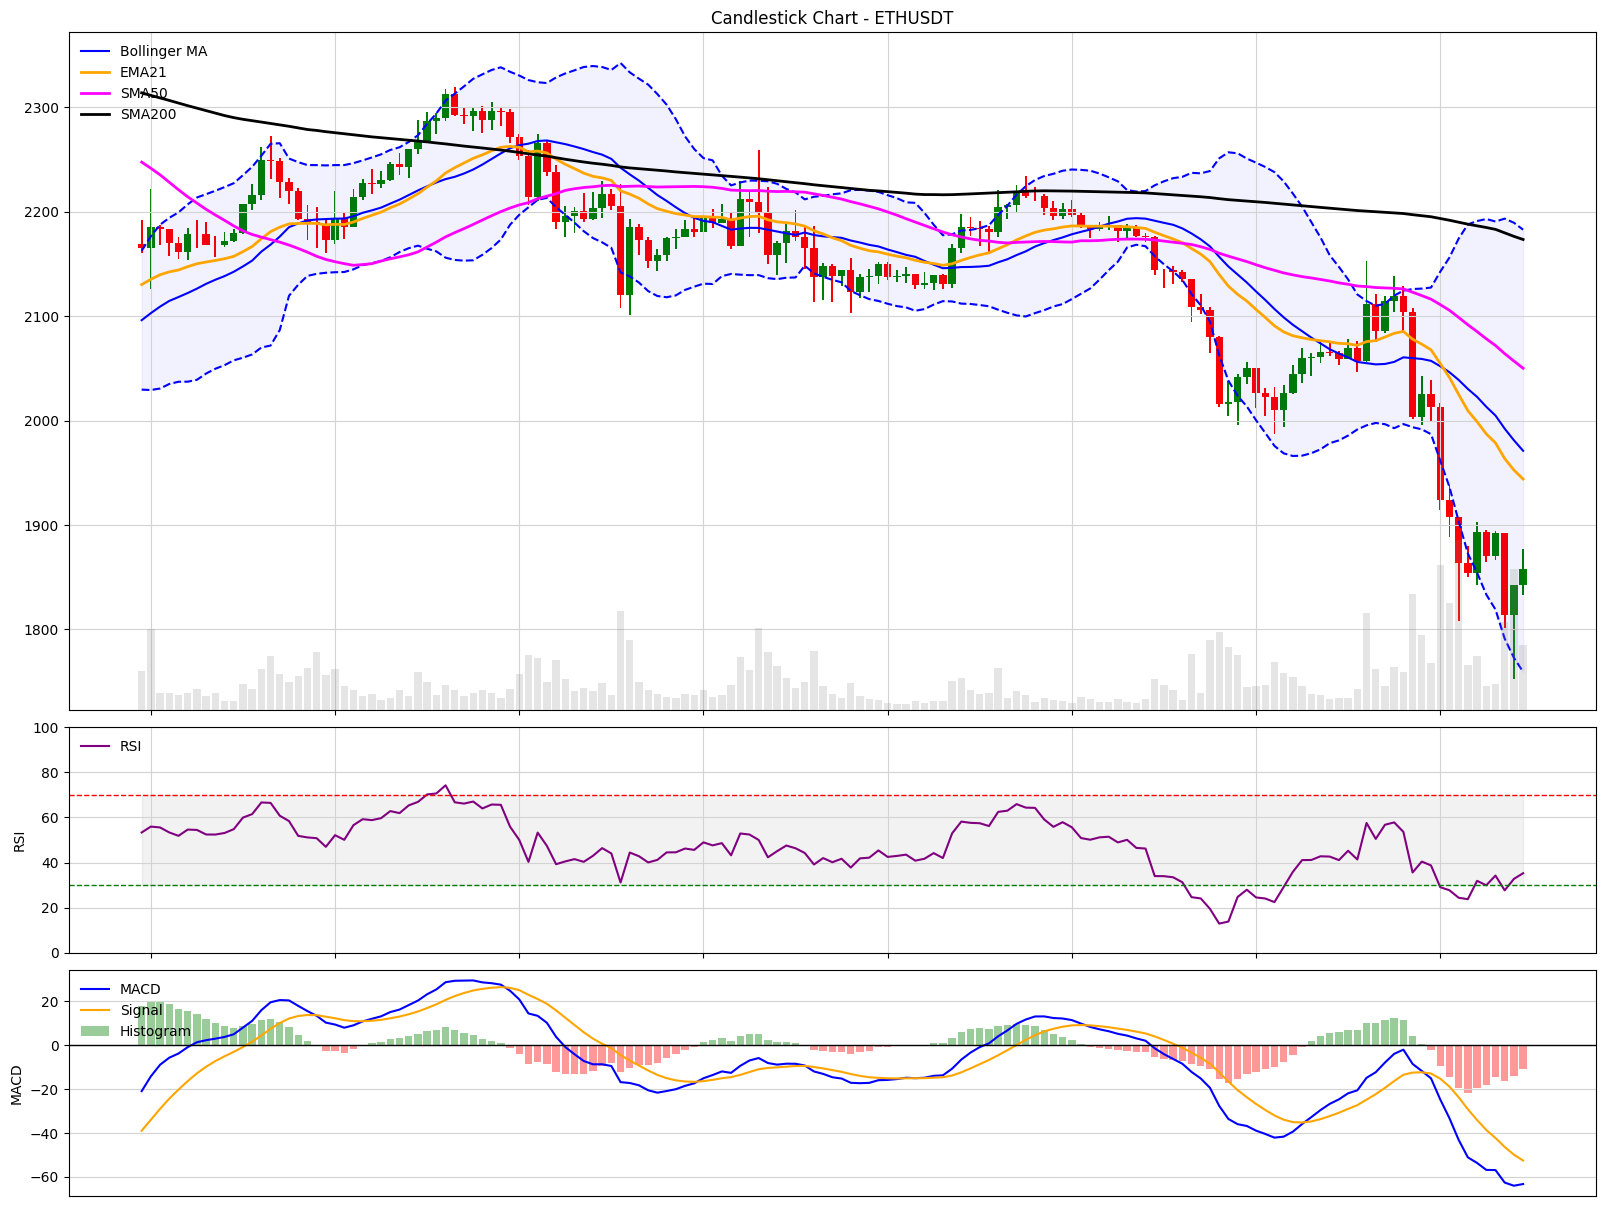 Candlestick Chart - ETHUSDT
Bollinger MA
EMA21
SMA50
SMA200
2300
2200
2100
2000
1900
1800
RSI
100
80
60
40
20
0
RSI
MACD
Signal
Histogram
20
0
−20
−40
−60
MACD